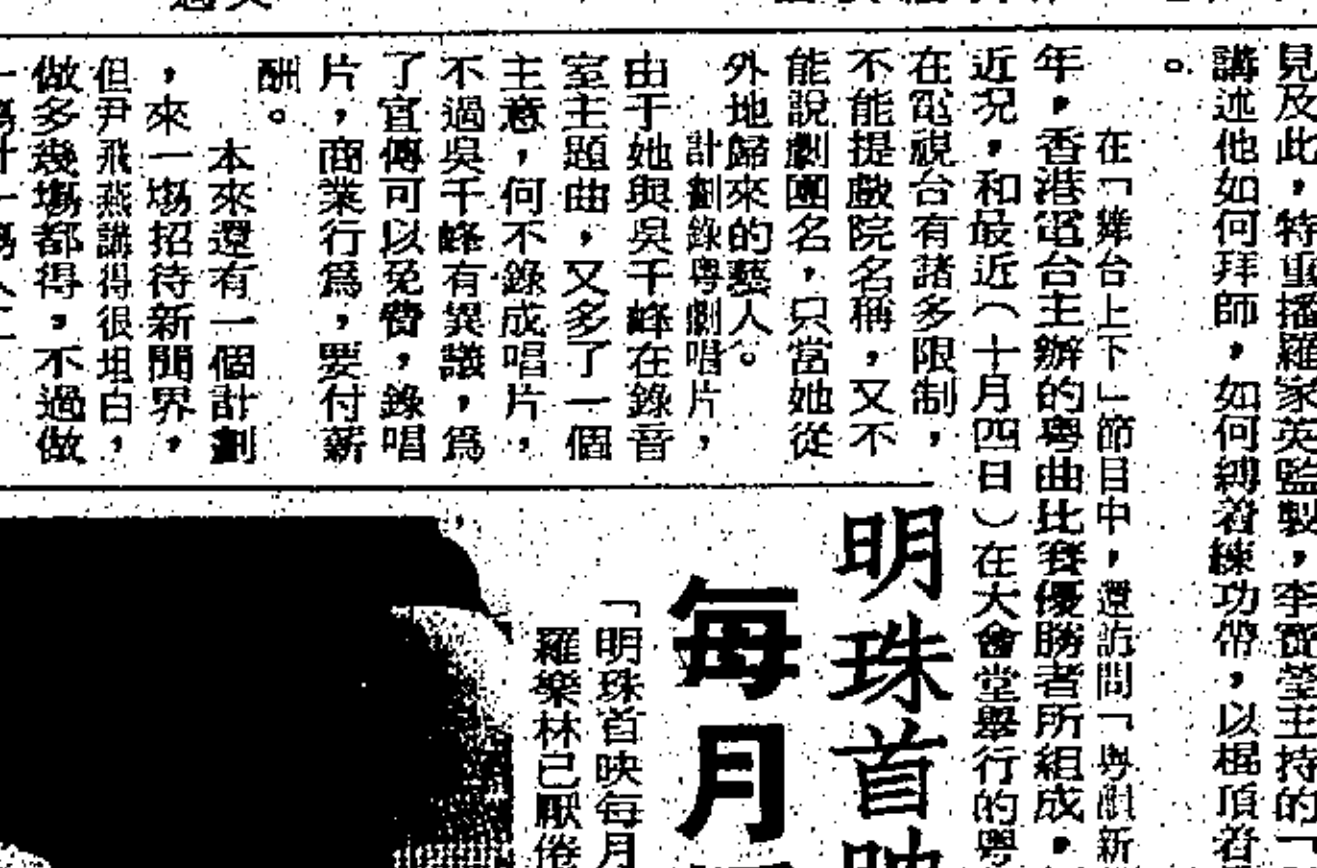 見及此，特重播羅家英監製，李寶瑩主持的「
講述他如何拜師，如何縛着練功帶，以棍頂着
。
在「舞台上下」節目中，還訪問「粤劇新
年，香港電台主辦的粤曲比賽優勝者所組成，
近況，和最近（十月四日）在大會堂舉行的粤
在電視台有諸多限制，
不能提戲院名稱，又不
能說劇團名，只當她從
外地歸來的藝人。
計劃錄粤劇唱片，
由于她與吳千峰在錄音
室主題曲，又多了一個
主意，何不錄成唱片，
不過吳千峰有異議，爲
了宣傳可以免費，錄唱
片，商業行爲，要付薪
酬。
本來還有一個計劃
，來一塲招待新聞界，
但尹飛燕講得很坦白，
做多幾塲都得，不過做
明珠首映
每月
「明珠首映每月
羅樂林已厭倦